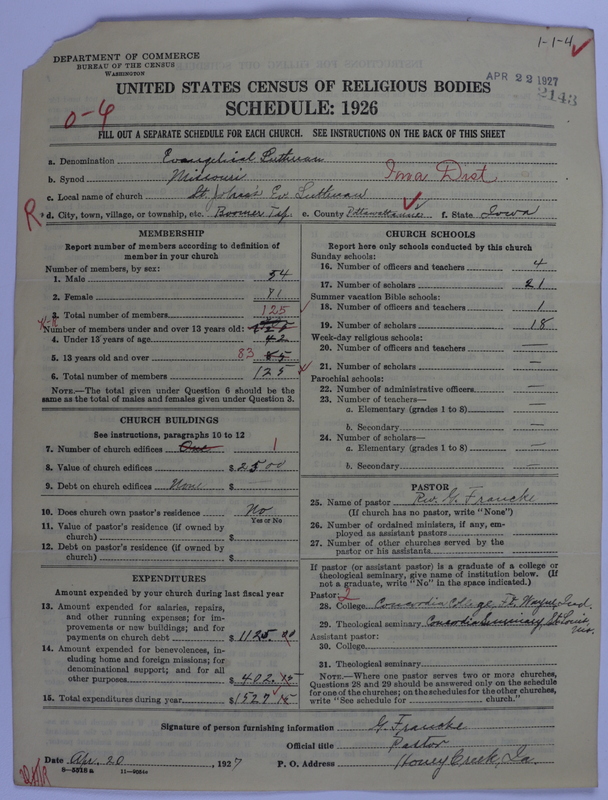 1-1-4
DEPARTMENT OF COMMERCE
BUREAU OF THE CENSUS
WASHINGTON
APR 22 1927
2143
UNITED STATES CENSUS OF RELIGIOUS BODIES
0-6
SCHEDULE: 1926
FILL OUT A SEPARATE SCHEDULE FOR EACH CHURCH. SEE INSTRUCTIONS ON THE BACK OF THIS SHEET
a. Denomination Evangelical Lutheran
b. Synod Missouri Iowa Dist
c. Local name of church St. John's Ev. Lutheran
R d. City, town, village, or township, etc. Boomer Tsp. e. County Pottawattamie f. State Iowa
MEMBERSHIP
Report number of members according to definition of
member in your church
Number of members, by sex:
1. Male 54
2. Female 71
3. Total number of members 125
Number of members under and over 13 years old:
4. Under 13 years of age 42
5. 13 years old and over 83 85
6. Total number of members 125
NOTE.—The total given under Question 6 should be the
same as the total of males and females given under Question 3.
CHURCH BUILDINGS
See instructions, paragraphs 10 to 12
7. Number of church edifices One 1
8. Value of church edifices $2500
9. Debt on church edifices None $
10. Does church own pastor's residence No
Yes or No
11. Value of pastor's residence (if owned by
church) $
12. Debt on pastor's residence (if owned by
church) $
EXPENDITURES
Amount expended by your church during last fiscal year
13. Amount expended for salaries, repairs,
and other running expenses; for im-
provements or new buildings; and for
payments on church debt $1125.00
14. Amount expended for benevolences, in-
cluding home and foreign missions; for
denominational support; and for all
other purposes $402.15
15. Total expenditures during year $1527.15
CHURCH SCHOOLS
Report here only schools conducted by this church
Sunday schools:
16. Number of officers and teachers 4
17. Number of scholars 21
Summer vacation Bible schools:
18. Number of officers and teachers 1
19. Number of scholars 18
Week-day religious schools:
20. Number of officers and teachers —
21. Number of scholars —
Parochial schools:
22. Number of administrative officers —
23. Number of teachers—
a. Elementary (grades 1 to 8) —
b. Secondary —
24. Number of scholars—
a. Elementary (grades 1 to 8) —
b. Secondary —
PASTOR
25. Name of pastor Rev. G. Francke
(If church has no pastor, write "None")
26. Number of ordained ministers, if any, em-
ployed as assistant pastors
27. Number of other churches served by the
pastor or his assistants
If pastor (or assistant pastor) is a graduate of a college or
theological seminary, give name of institution below. (If
not a graduate, write "No" in the space indicated.)
Pastor: 2
28. College Concordia College, Ft. Wayne, Ind.
29. Theological seminary Concordia Seminary, St. Louis, Mo.
Assistant pastor:
30. College
31. Theological seminary
NOTE.—Where one pastor serves two or more churches,
Questions 28 and 29 should be answered only on the schedule
for one of the churches; on the schedules for the other churches,
write "See schedule for church."
Signature of person furnishing information G. Francke
Official title Pastor
Date Apr. 20, 1927 P. O. Address Honey Creek, Ia.
8-5318a 11-9084